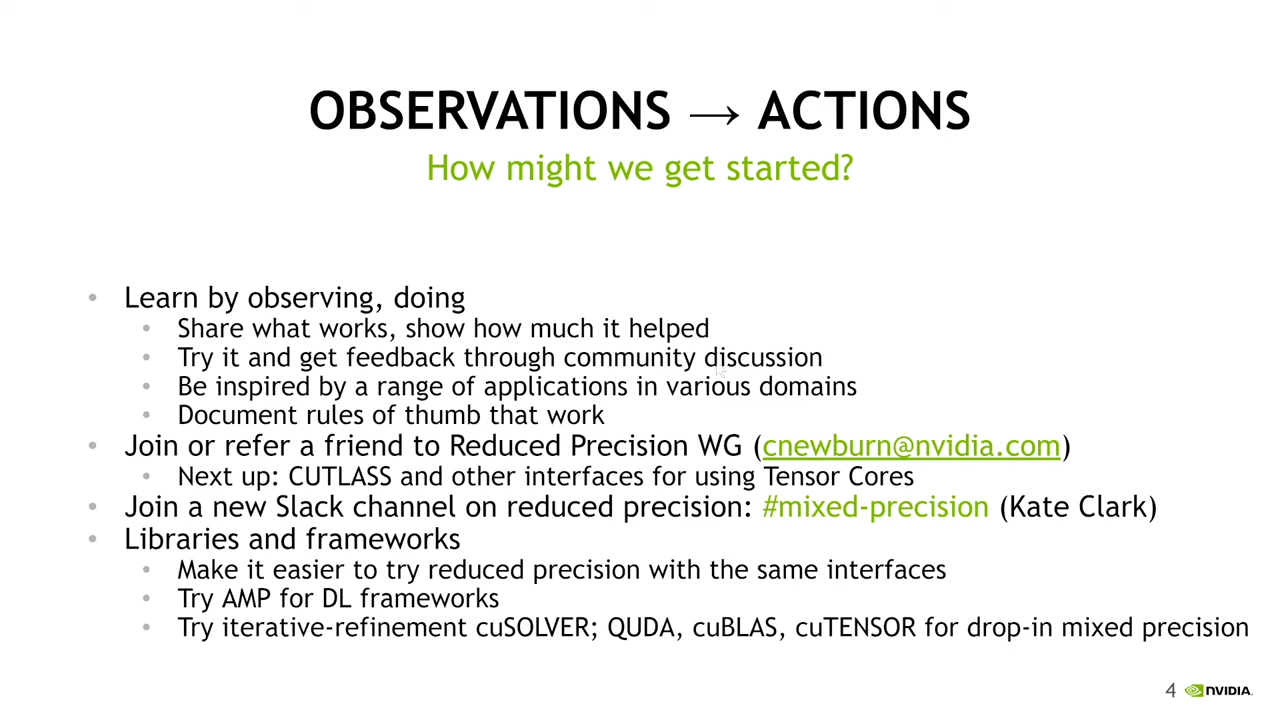 OBSERVATIONS → ACTIONS
How might we get started?
• Learn by observing, doing
• Share what works, show how much it helped
• Try it and get feedback through community discussion
• Be inspired by a range of applications in various domains
• Document rules of thumb that work
• Join or refer a friend to Reduced Precision WG (cnewburn@nvidia.com)
• Next up: CUTLASS and other interfaces for using Tensor Cores
• Join a new Slack channel on reduced precision: #mixed-precision (Kate Clark)
• Libraries and frameworks
• Make it easier to try reduced precision with the same interfaces
• Try AMP for DL frameworks
• Try iterative-refinement cuSOLVER; QUDA, cuBLAS, cuTENSOR for drop-in mixed precision
4 NVIDIA.